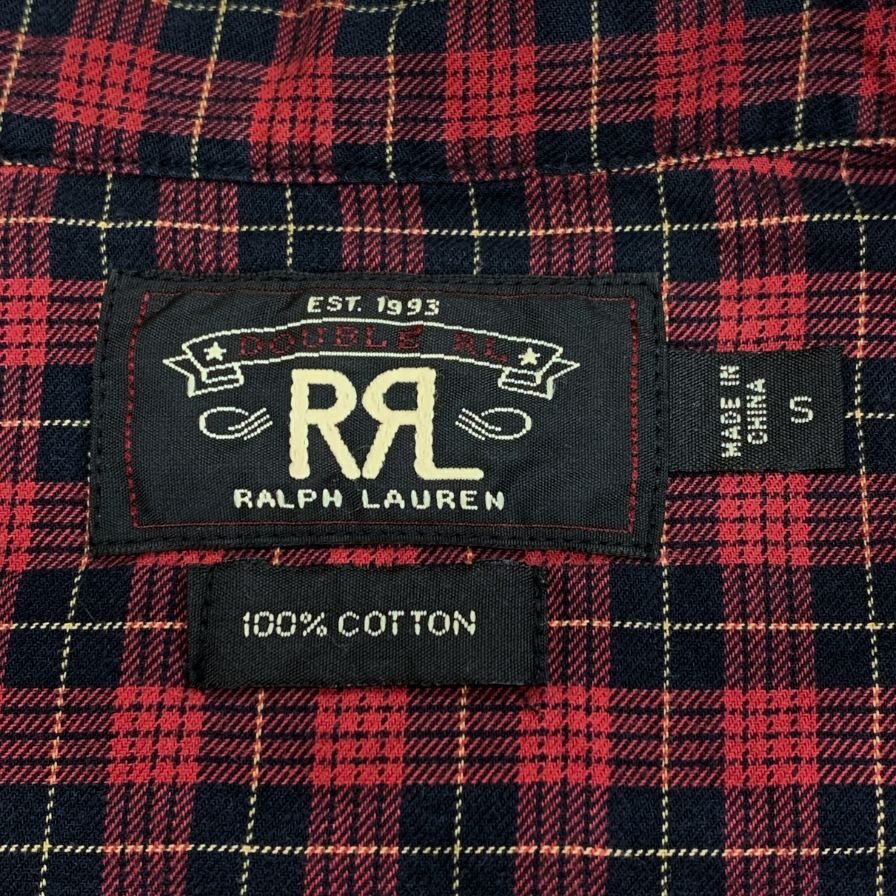 EST. 1993
DOUBLE RL
RRL
RALPH LAUREN
MADE IN
CHINA
S
100% COTTON